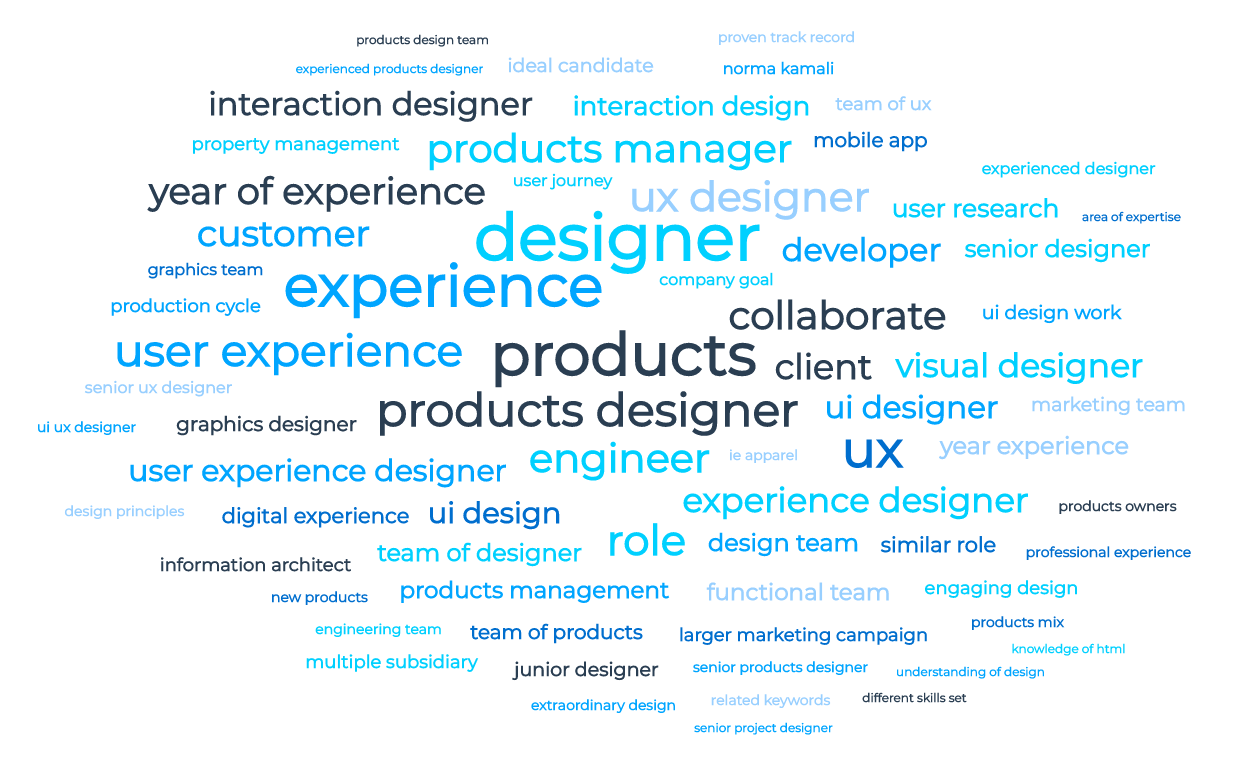 products design team
proven track record
experienced products designer
ideal candidate
norma kamali
interaction designer
interaction design
team of ux
property management
products manager
mobile app
experienced designer
year of experience
user journey
ux designer
user research
area of expertise
customer
designer
developer
senior designer
graphics team
experience
company goal
production cycle
collaborate
ui design work
user experience
products
client
visual designer
senior ux designer
products designer
ui designer
marketing team
ui ux designer
graphics designer
engineer
ie apparel
ux
year experience
user experience designer
experience designer
products owners
design principles
digital experience
ui design
role
design team
similar role
professional experience
information architect
team of designer
products management
functional team
engaging design
new products
engineering team
team of products
larger marketing campaign
products mix
knowledge of html
multiple subsidiary
junior designer
senior products designer
understanding of design
extraordinary design
related keywords
different skills set
senior project designer